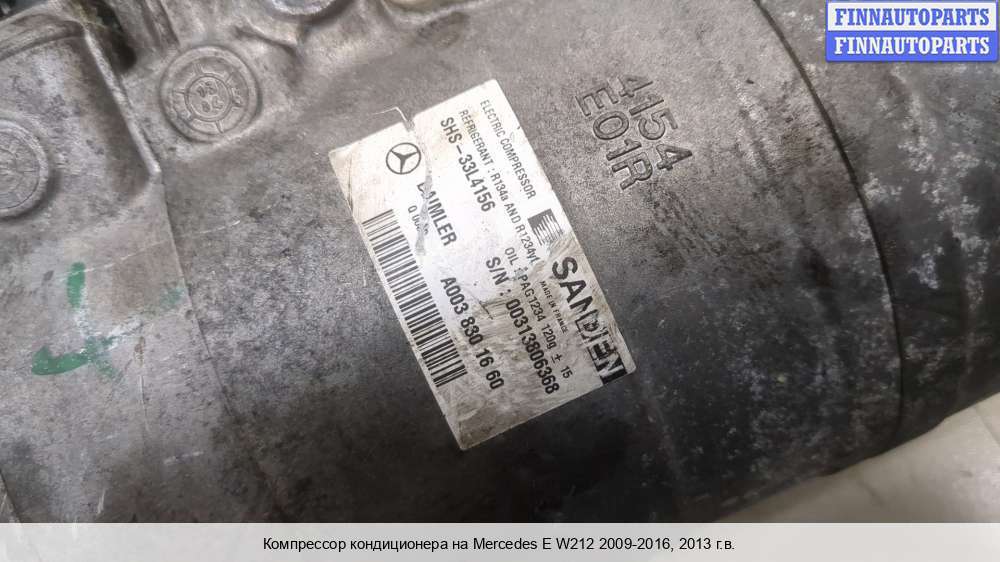 FINNAUTOPARTS
FINNAUTOPARTS
4154
E01R
ELECTRIC COMPRESSOR
REFRIGERANT : R134a AND R1234yf
SHS-33L4156
SANDEN
MADE IN FRANCE
OIL : PAG1234 120g ± 15
S/N : 00313806368
DAIMLER
A003 830 16 60
Компрессор кондиционера на Mercedes E W212 2009-2016, 2013 г.в.